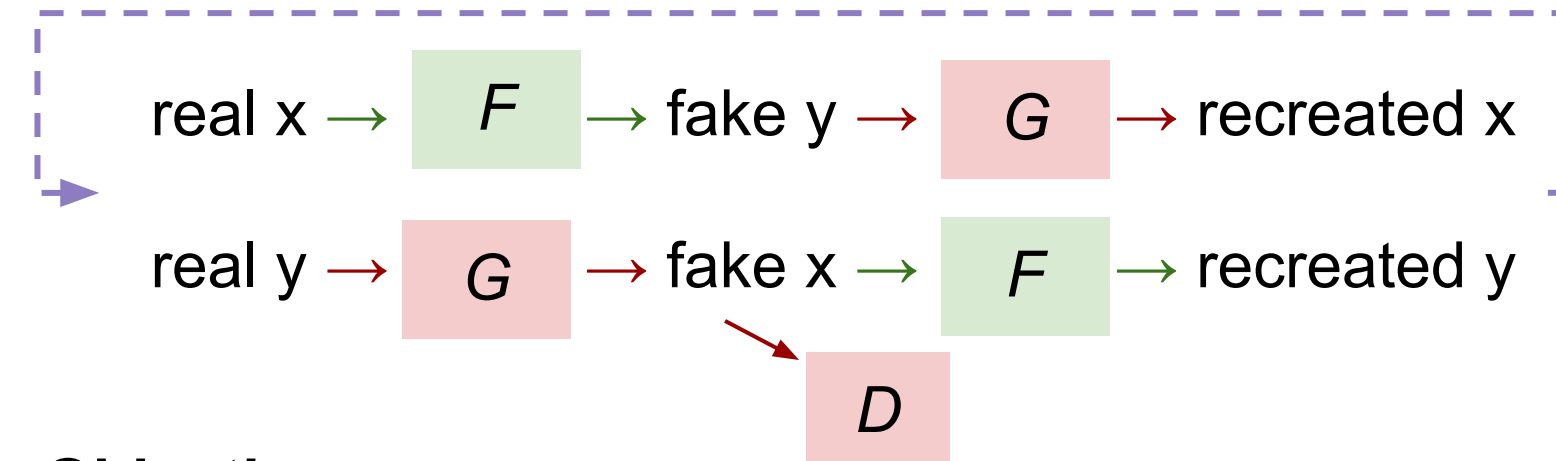 real x → F → fake y → G → recreated x
real y → G → fake x → F → recreated y
D